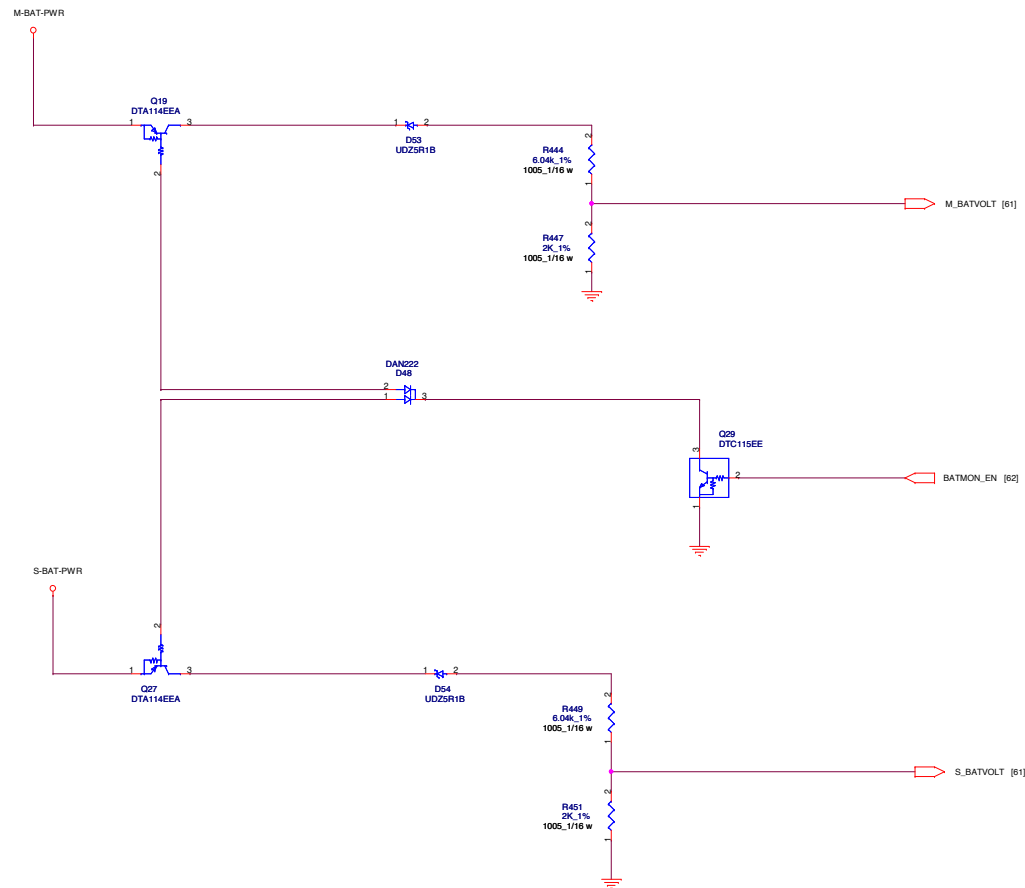 M-BAT-PWR
Q19
DTA114EEA
1
3
2
1
2
D53
UDZ5R1B
2
R444
6.04k_1%
1005_1/16 w
1
M_BATVOLT [61]
2
R447
2K_1%
1005_1/16 w
1
DAN222
D48
2
1
3
Q29
DTC115EE
3
2
1
BATMON_EN [62]
S-BAT-PWR
2
1
3
Q27
DTA114EEA
1
2
D54
UDZ5R1B
2
R449
6.04k_1%
1005_1/16 w
1
S_BATVOLT [61]
2
R451
2K_1%
1005_1/16 w
1